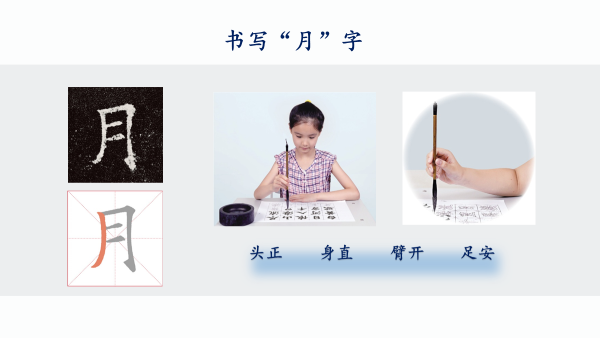 书写“月”字
月
月
头正 身直 臂开 足安